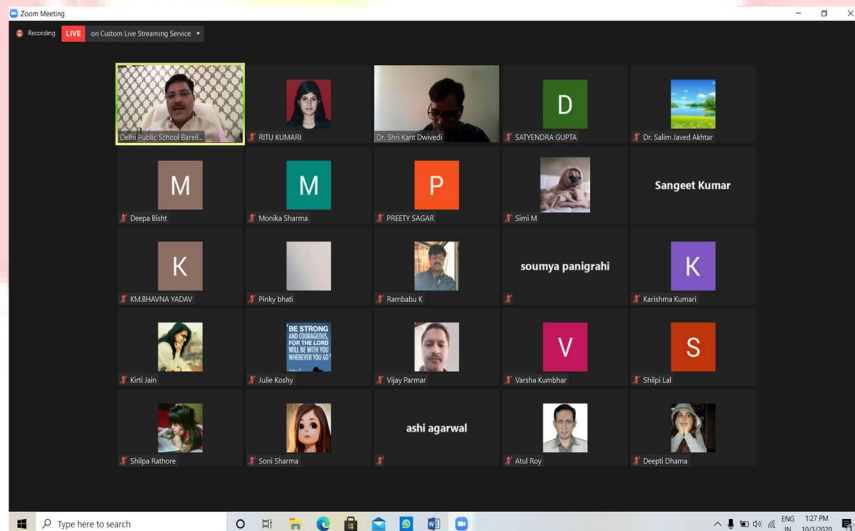 Zoom Meeting
Recording LIVE on Custom Live Streaming Service
Delhi Public School Bareil...
RITU KUMARI
Dr. Shri Kant Dwivedi
D
SATYENDRA GUPTA
Dr. Salim Javed Akhtar
M
Deepa Bisht
M
Monika Sharma
P
PREETY SAGAR
Simi M
Sangeet Kumar
K
KM.BHAVNA YADAV
Pinky bhati
Rambabu K
soumya panigrahi
K
Karishma Kumari
Kirti Jain
BE STRONG
AND COURAGEOUS,
FOR THE LORD
WILL BE WITH YOU
WHEREVER YOU GO
Julie Koshy
Vijay Parmar
V
Varsha Kumbhar
S
Shilpi Lal
Shilpa Rathore
Soni Sharma
ashi agarwal
Atul Roy
Deepti Dhama
Type here to search
ENG 1:27 PM
IN 10/3/2020